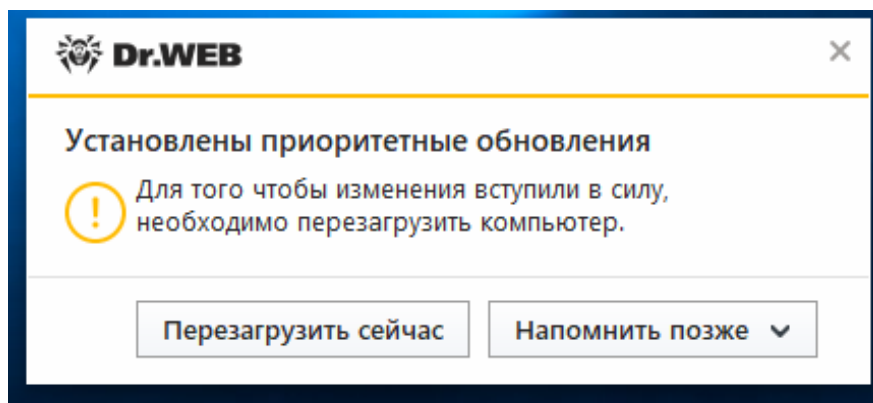 Dr.WEB
Установлены приоритетные обновления
Для того чтобы изменения вступили в силу,
необходимо перезагрузить компьютер.
Перезагрузить сейчас
Напомнить позже